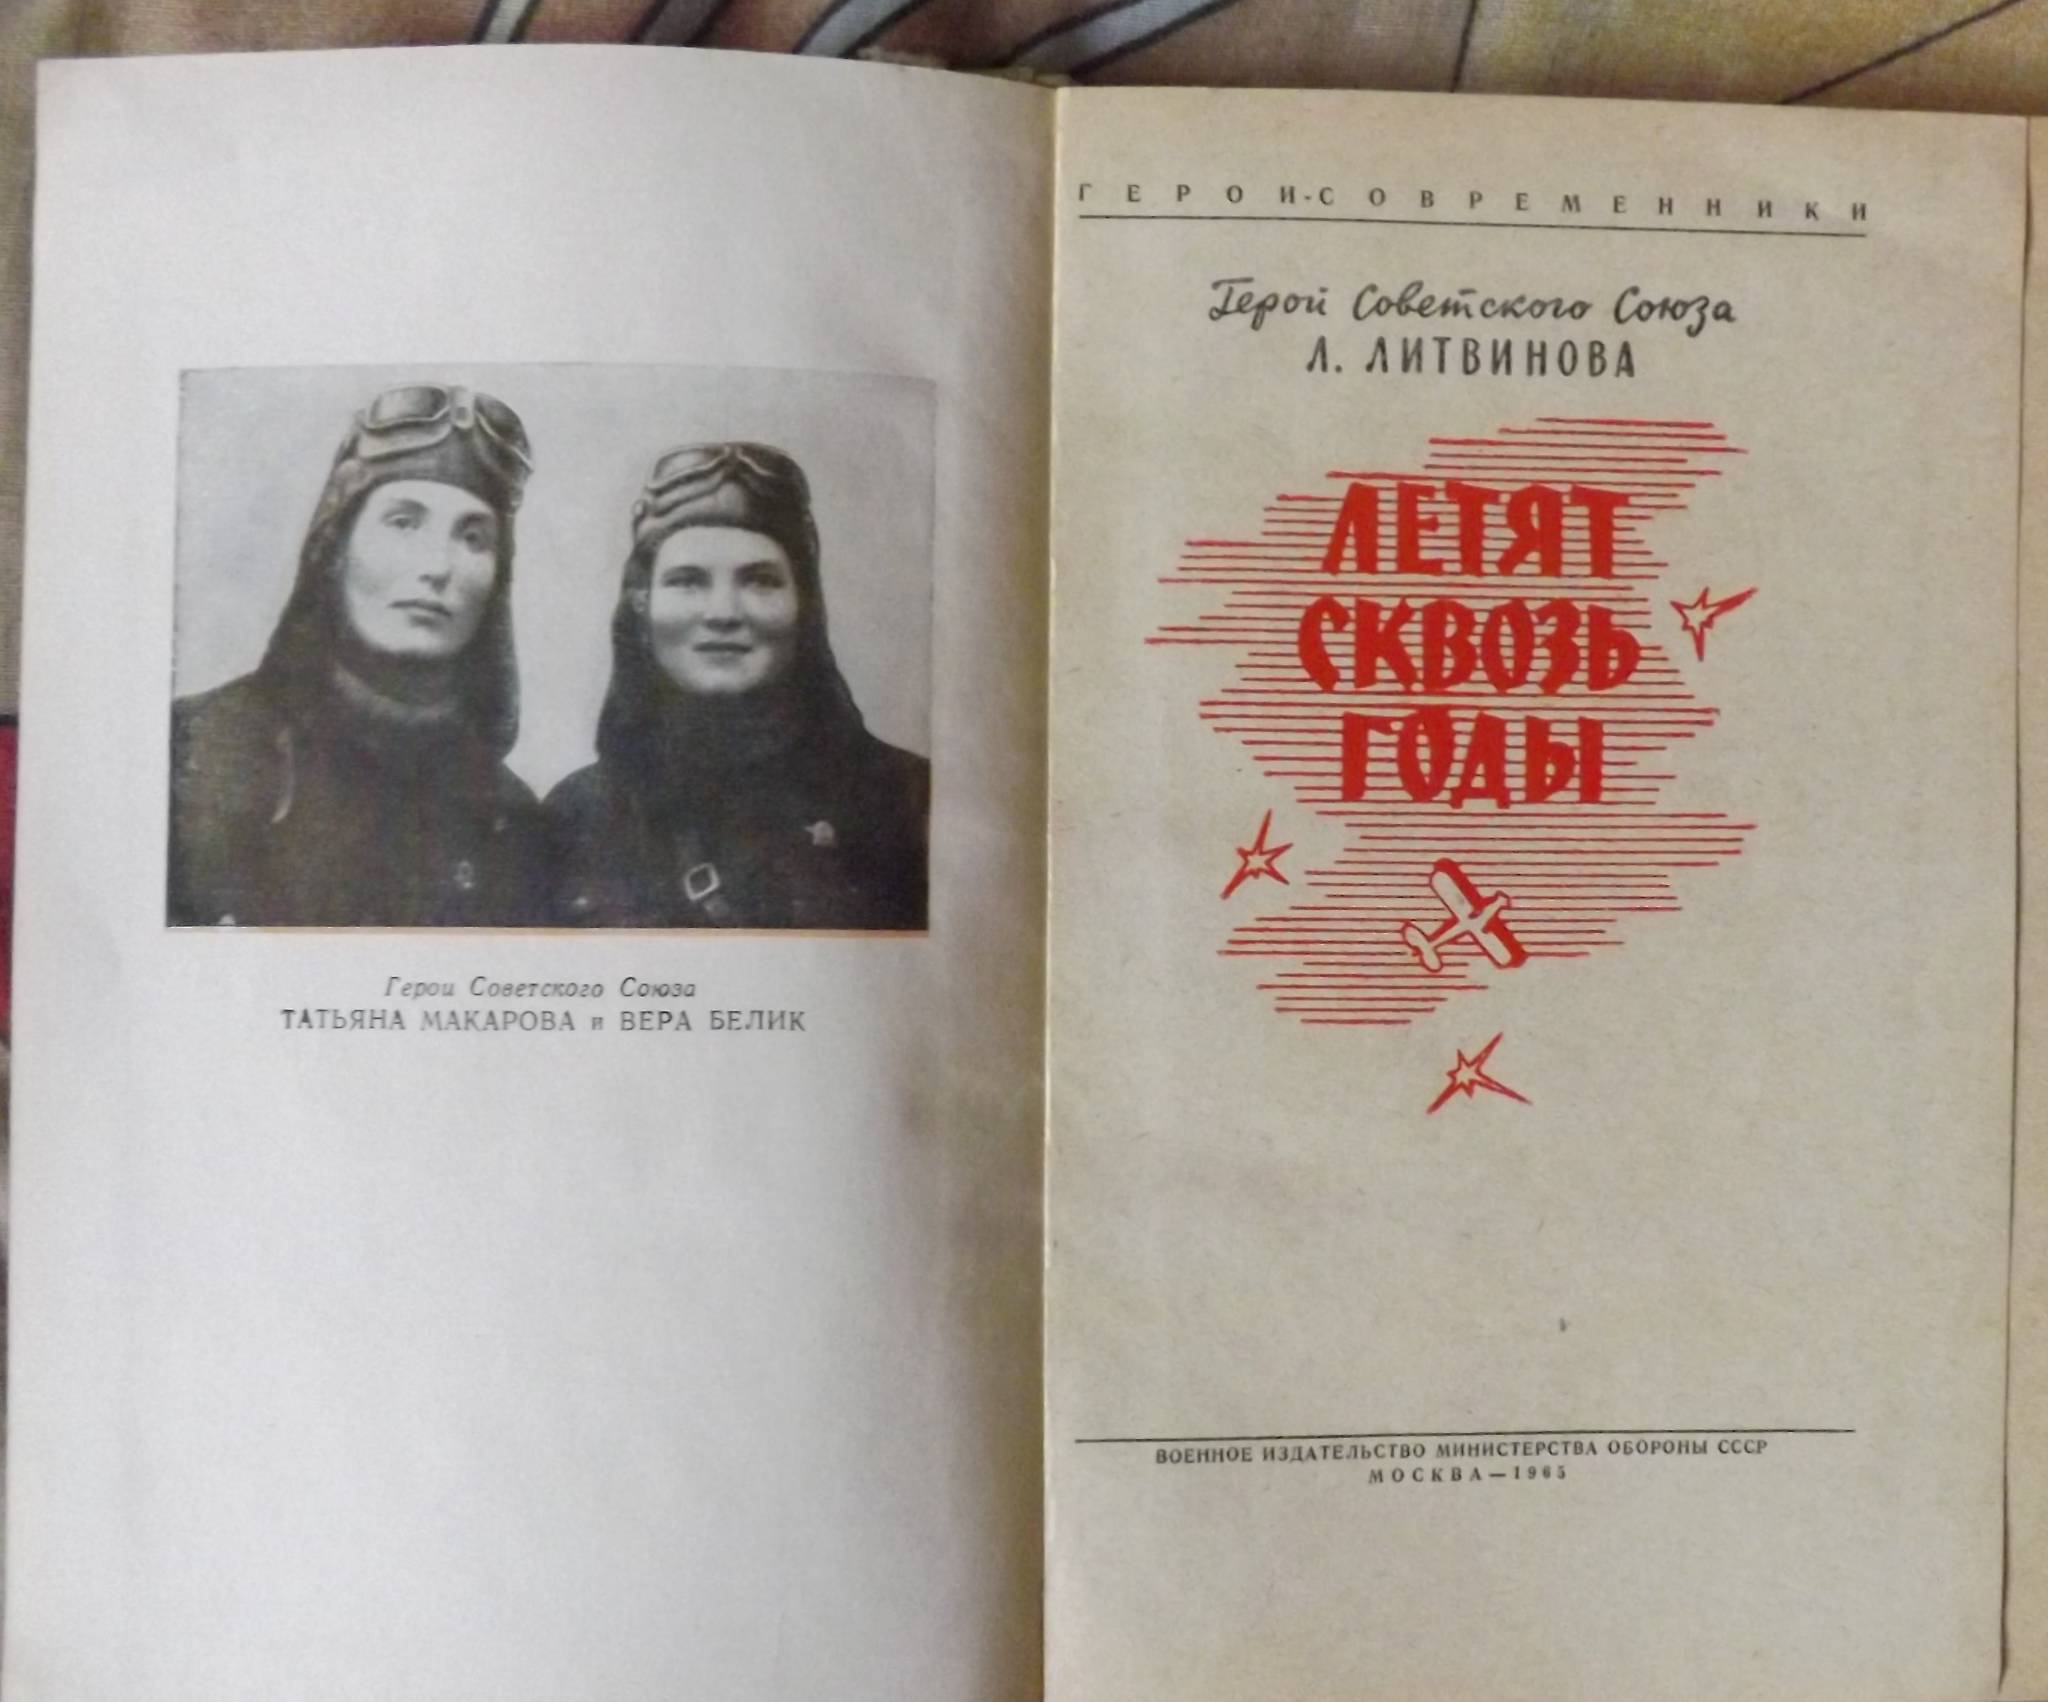 Герои Советского Союза
ТАТЬЯНА МАКАРОВА и ВЕРА БЕЛИК
ГЕРОИ-СОВРЕМЕННИКИ
Герой Советского Союза
Л. ЛИТВИНОВА
ЛЕТЯТ
СКВОЗЬ
ГОДЫ
ВОЕННОЕ ИЗДАТЕЛЬСТВО МИНИСТЕРСТВА ОБОРОНЫ СССР
МОСКВА — 1965